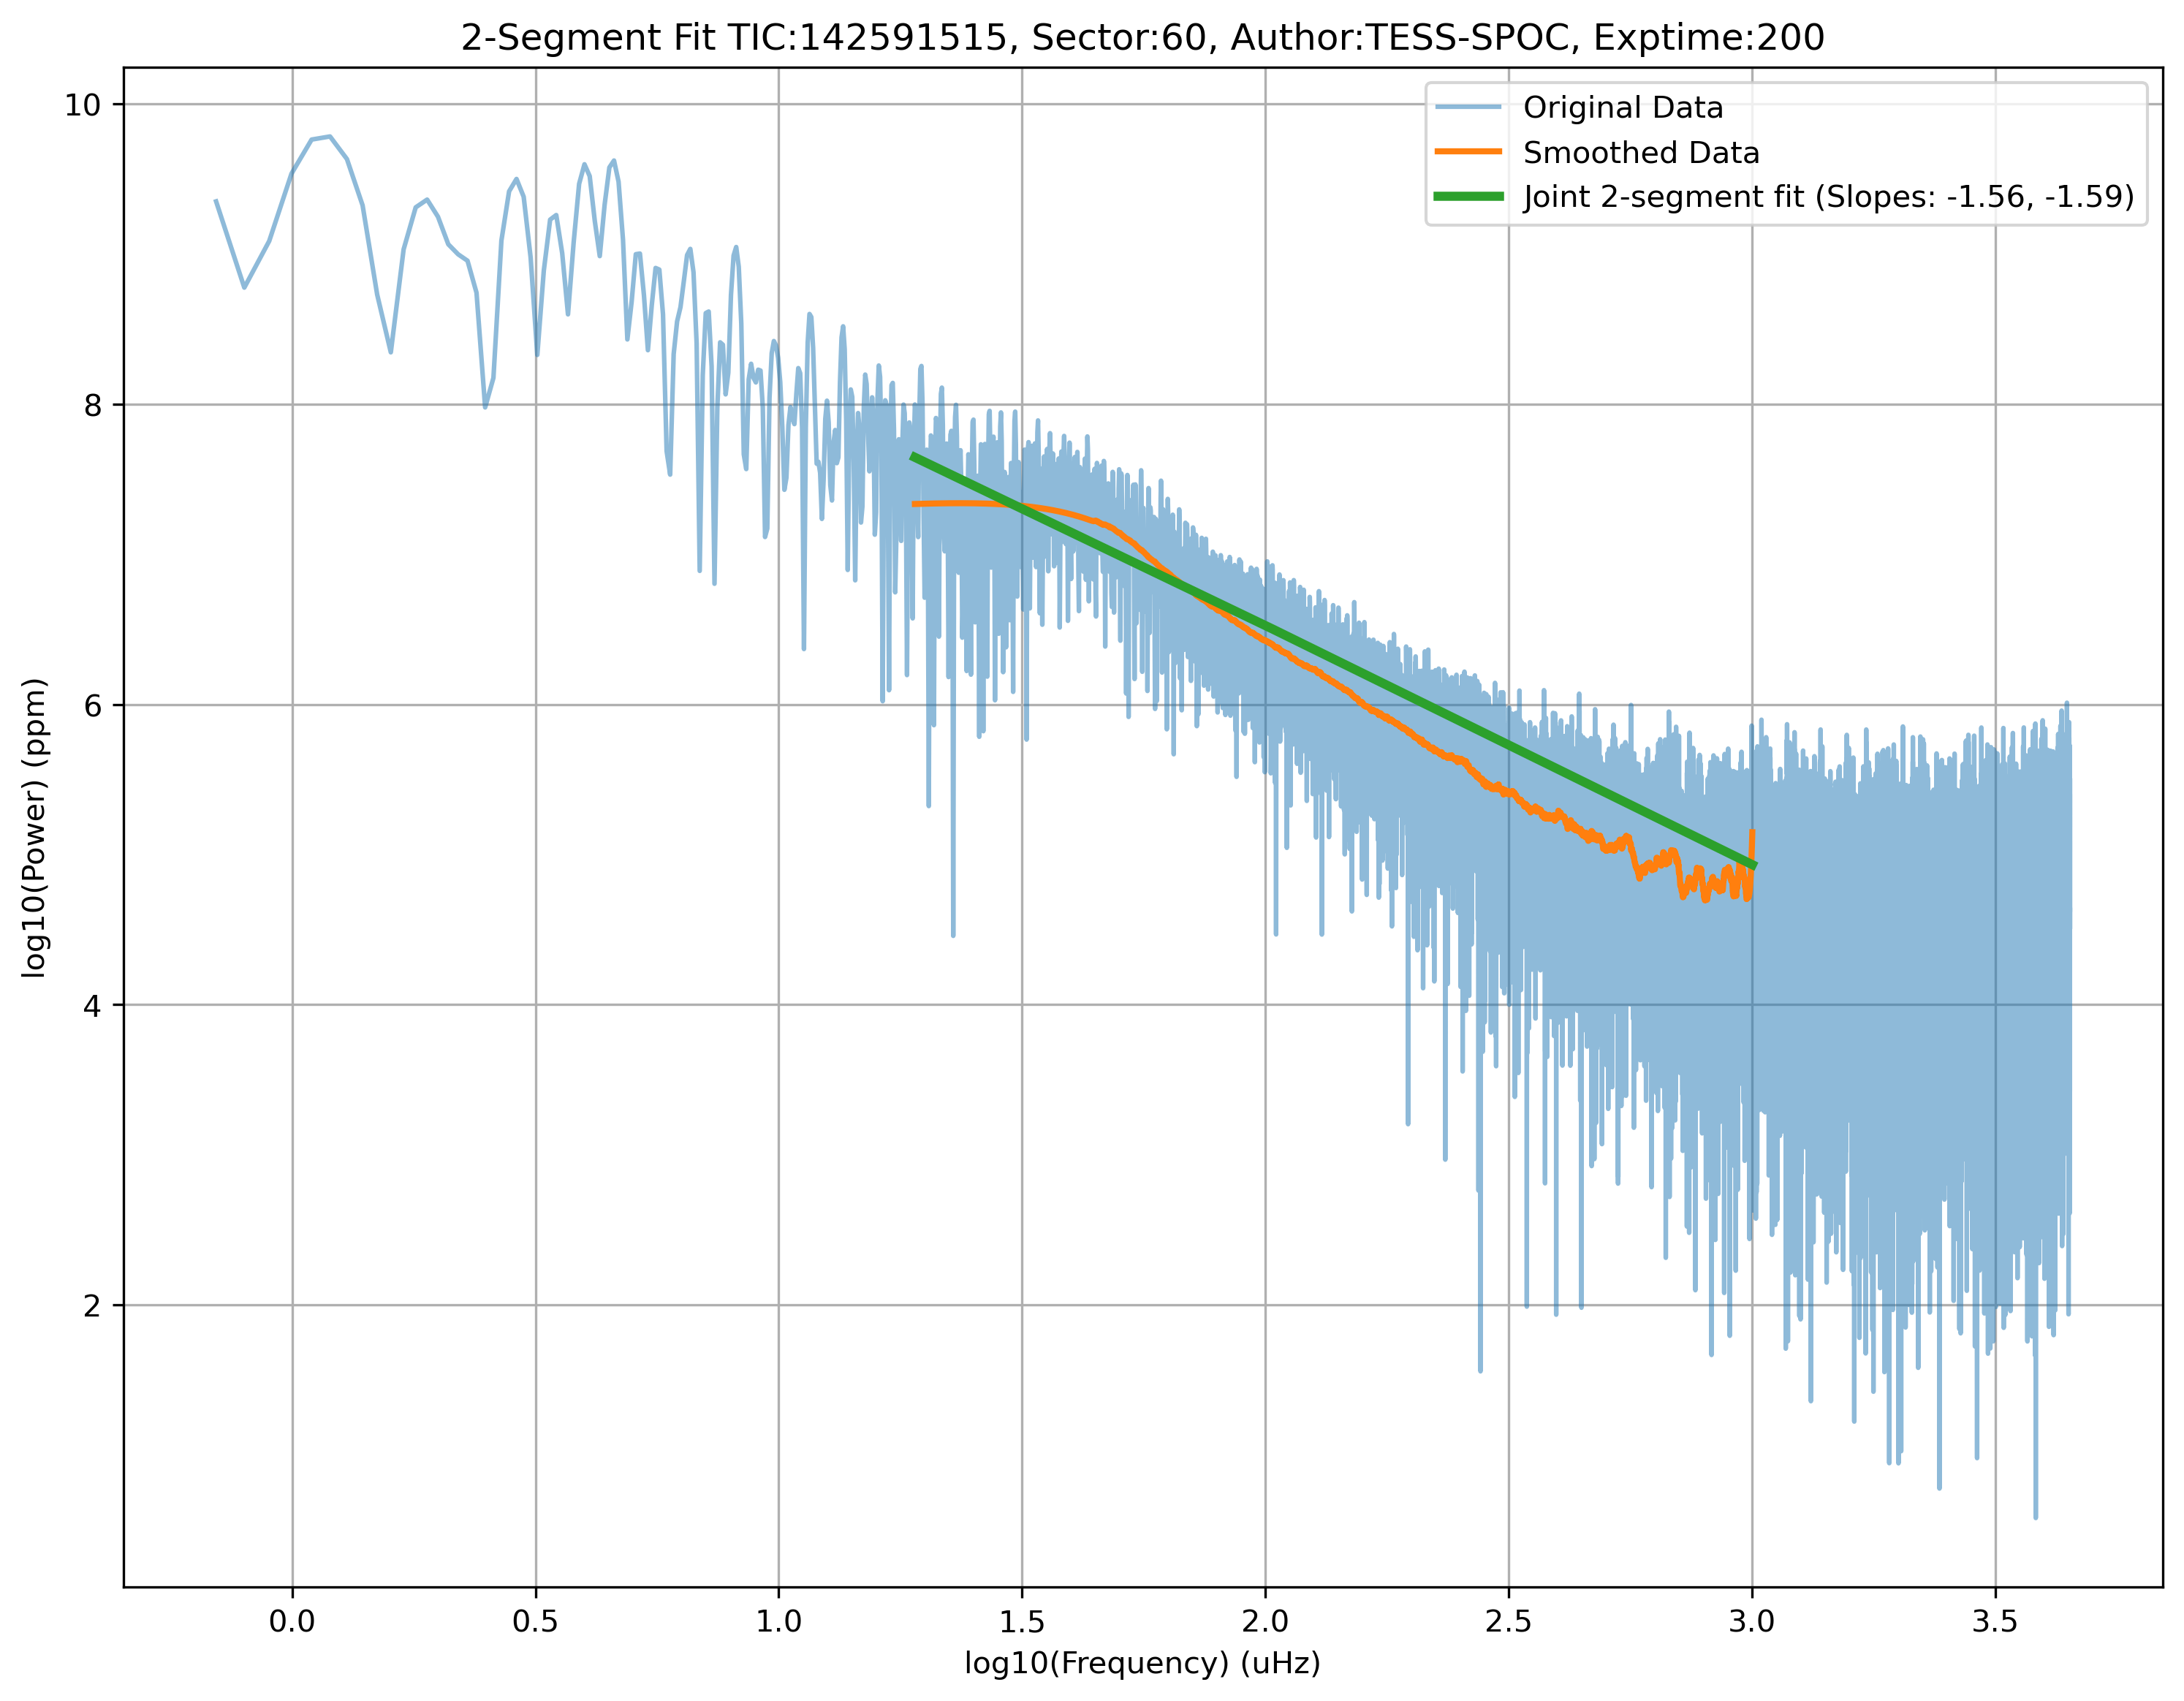 2-Segment Fit TIC:142591515, Sector:60, Author:TESS-SPOC, Exptime:200
Original Data
Smoothed Data
Joint 2-segment fit (Slopes: -1.56, -1.59)
log10(Power) (ppm)
10
8
6
4
2
0.0 0.5 1.0 1.5 2.0 2.5 3.0 3.5
log10(Frequency) (uHz)